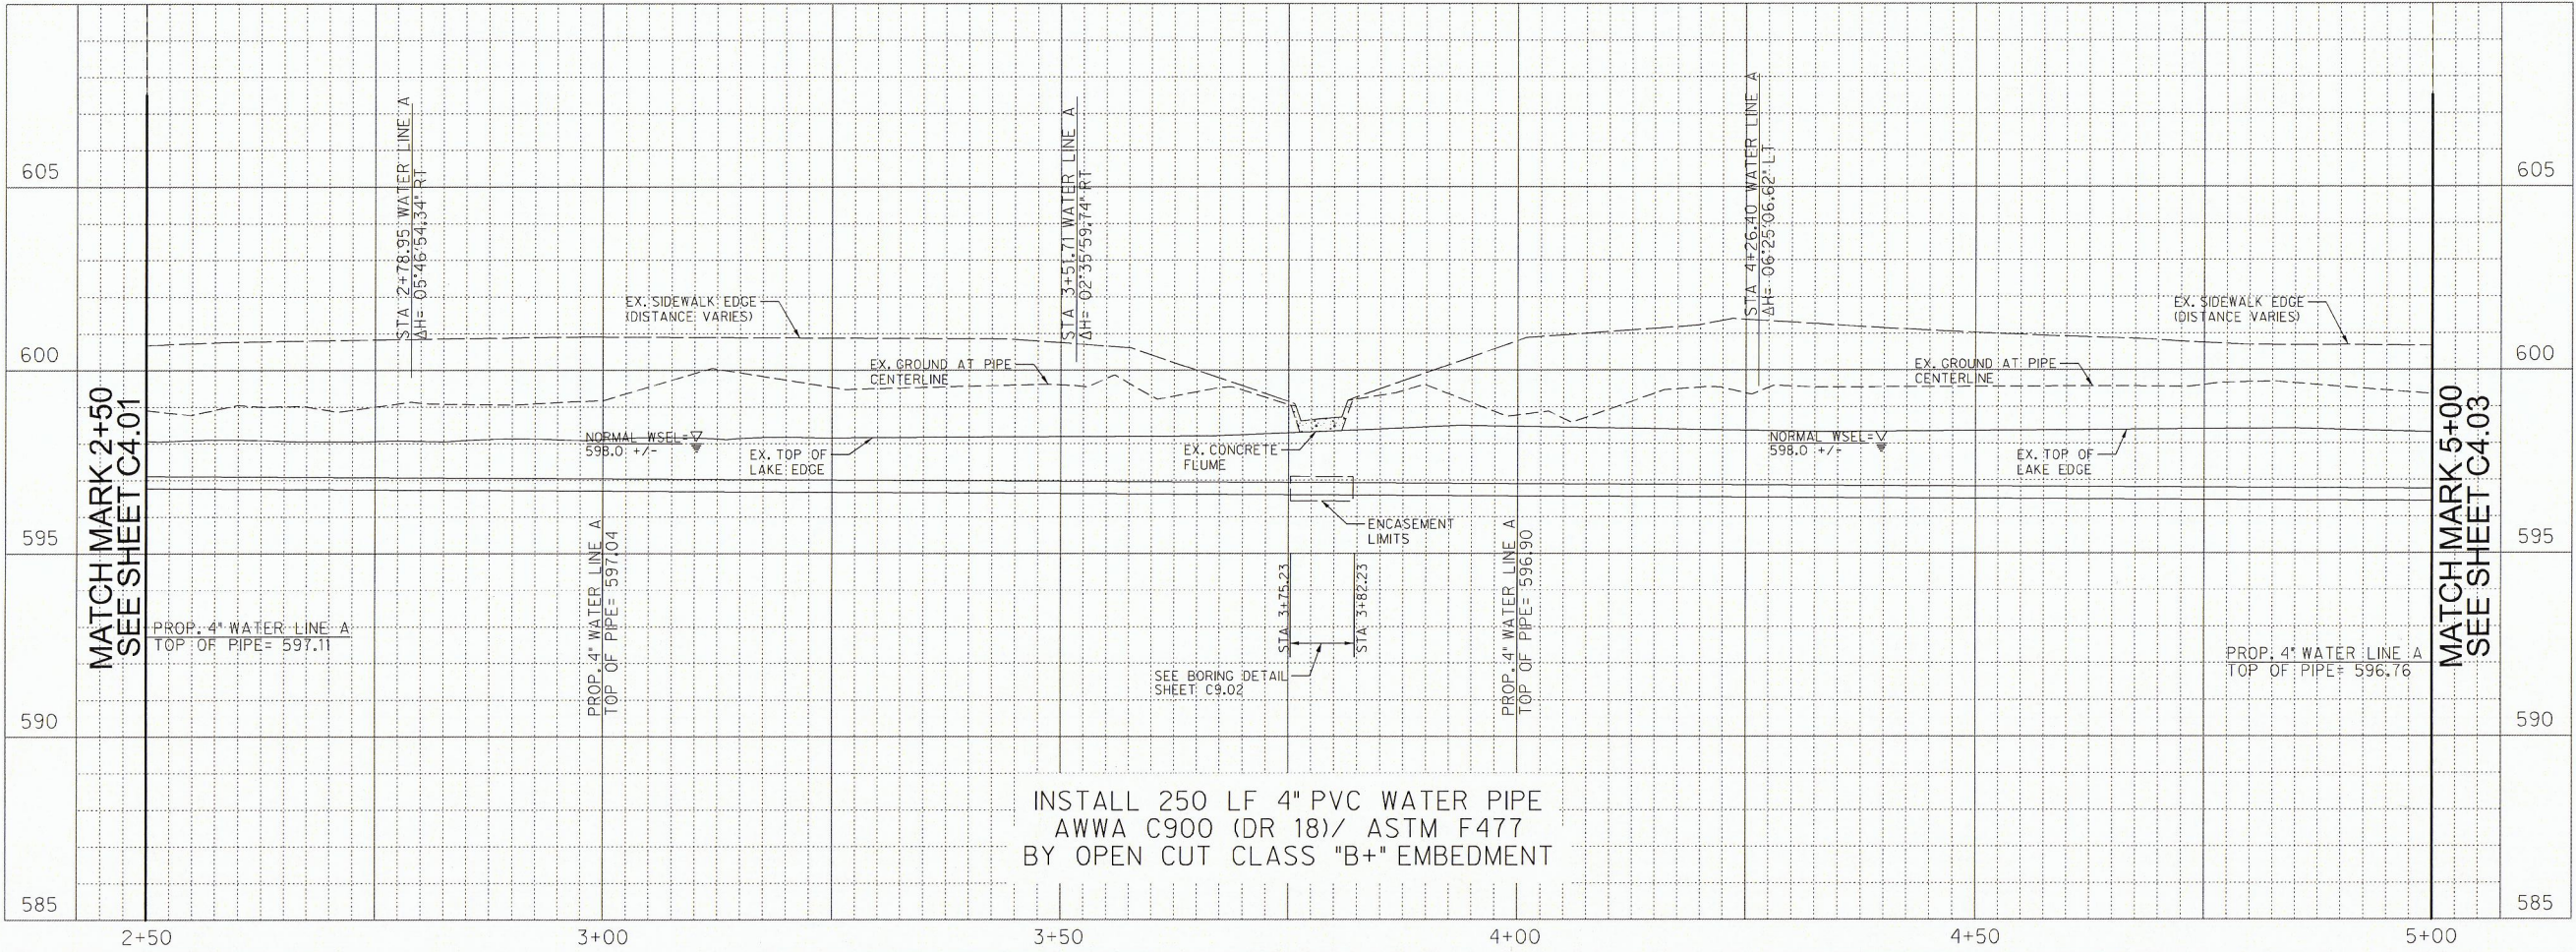 605
600
595
590
585
MATCH MARK 2+50
SEE SHEET C4.01
STA 2+78.95 WATER LINE A
ΔH= 05°46'54.34" RT
STA 3+51.71 WATER LINE A
ΔH= 02°35'59.74" RT
STA 4+26.40 WATER LINE A
ΔH= 06°25'06.62" LT
EX. SIDEWALK EDGE
(DISTANCE VARIES)
EX. GROUND AT PIPE
CENTERLINE
NORMAL WSEL=
598.0 +/-
EX. TOP OF
LAKE EDGE
EX. CONCRETE
FLUME
EX. SIDEWALK EDGE
(DISTANCE VARIES)
EX. GROUND AT PIPE
CENTERLINE
NORMAL WSEL=
598.0 +/-
EX. TOP OF
LAKE EDGE
ENCASEMENT
LIMITS
PROP. 4" WATER LINE A
TOP OF PIPE= 597.11
PROP. 4" WATER LINE A
TOP OF PIPE= 597.04
STA 3+75.23
STA 3+82.23
SEE BORING DETAIL
SHEET C9.02
PROP. 4" WATER LINE A
TOP OF PIPE= 596.90
PROP. 4" WATER LINE A
TOP OF PIPE= 596.76
MATCH MARK 5+00
SEE SHEET C4.03
605
600
595
590
585
INSTALL 250 LF 4" PVC WATER PIPE
AWWA C900 (DR 18)/ ASTM F477
BY OPEN CUT CLASS "B+" EMBEDMENT
2+50
3+00
3+50
4+00
4+50
5+00